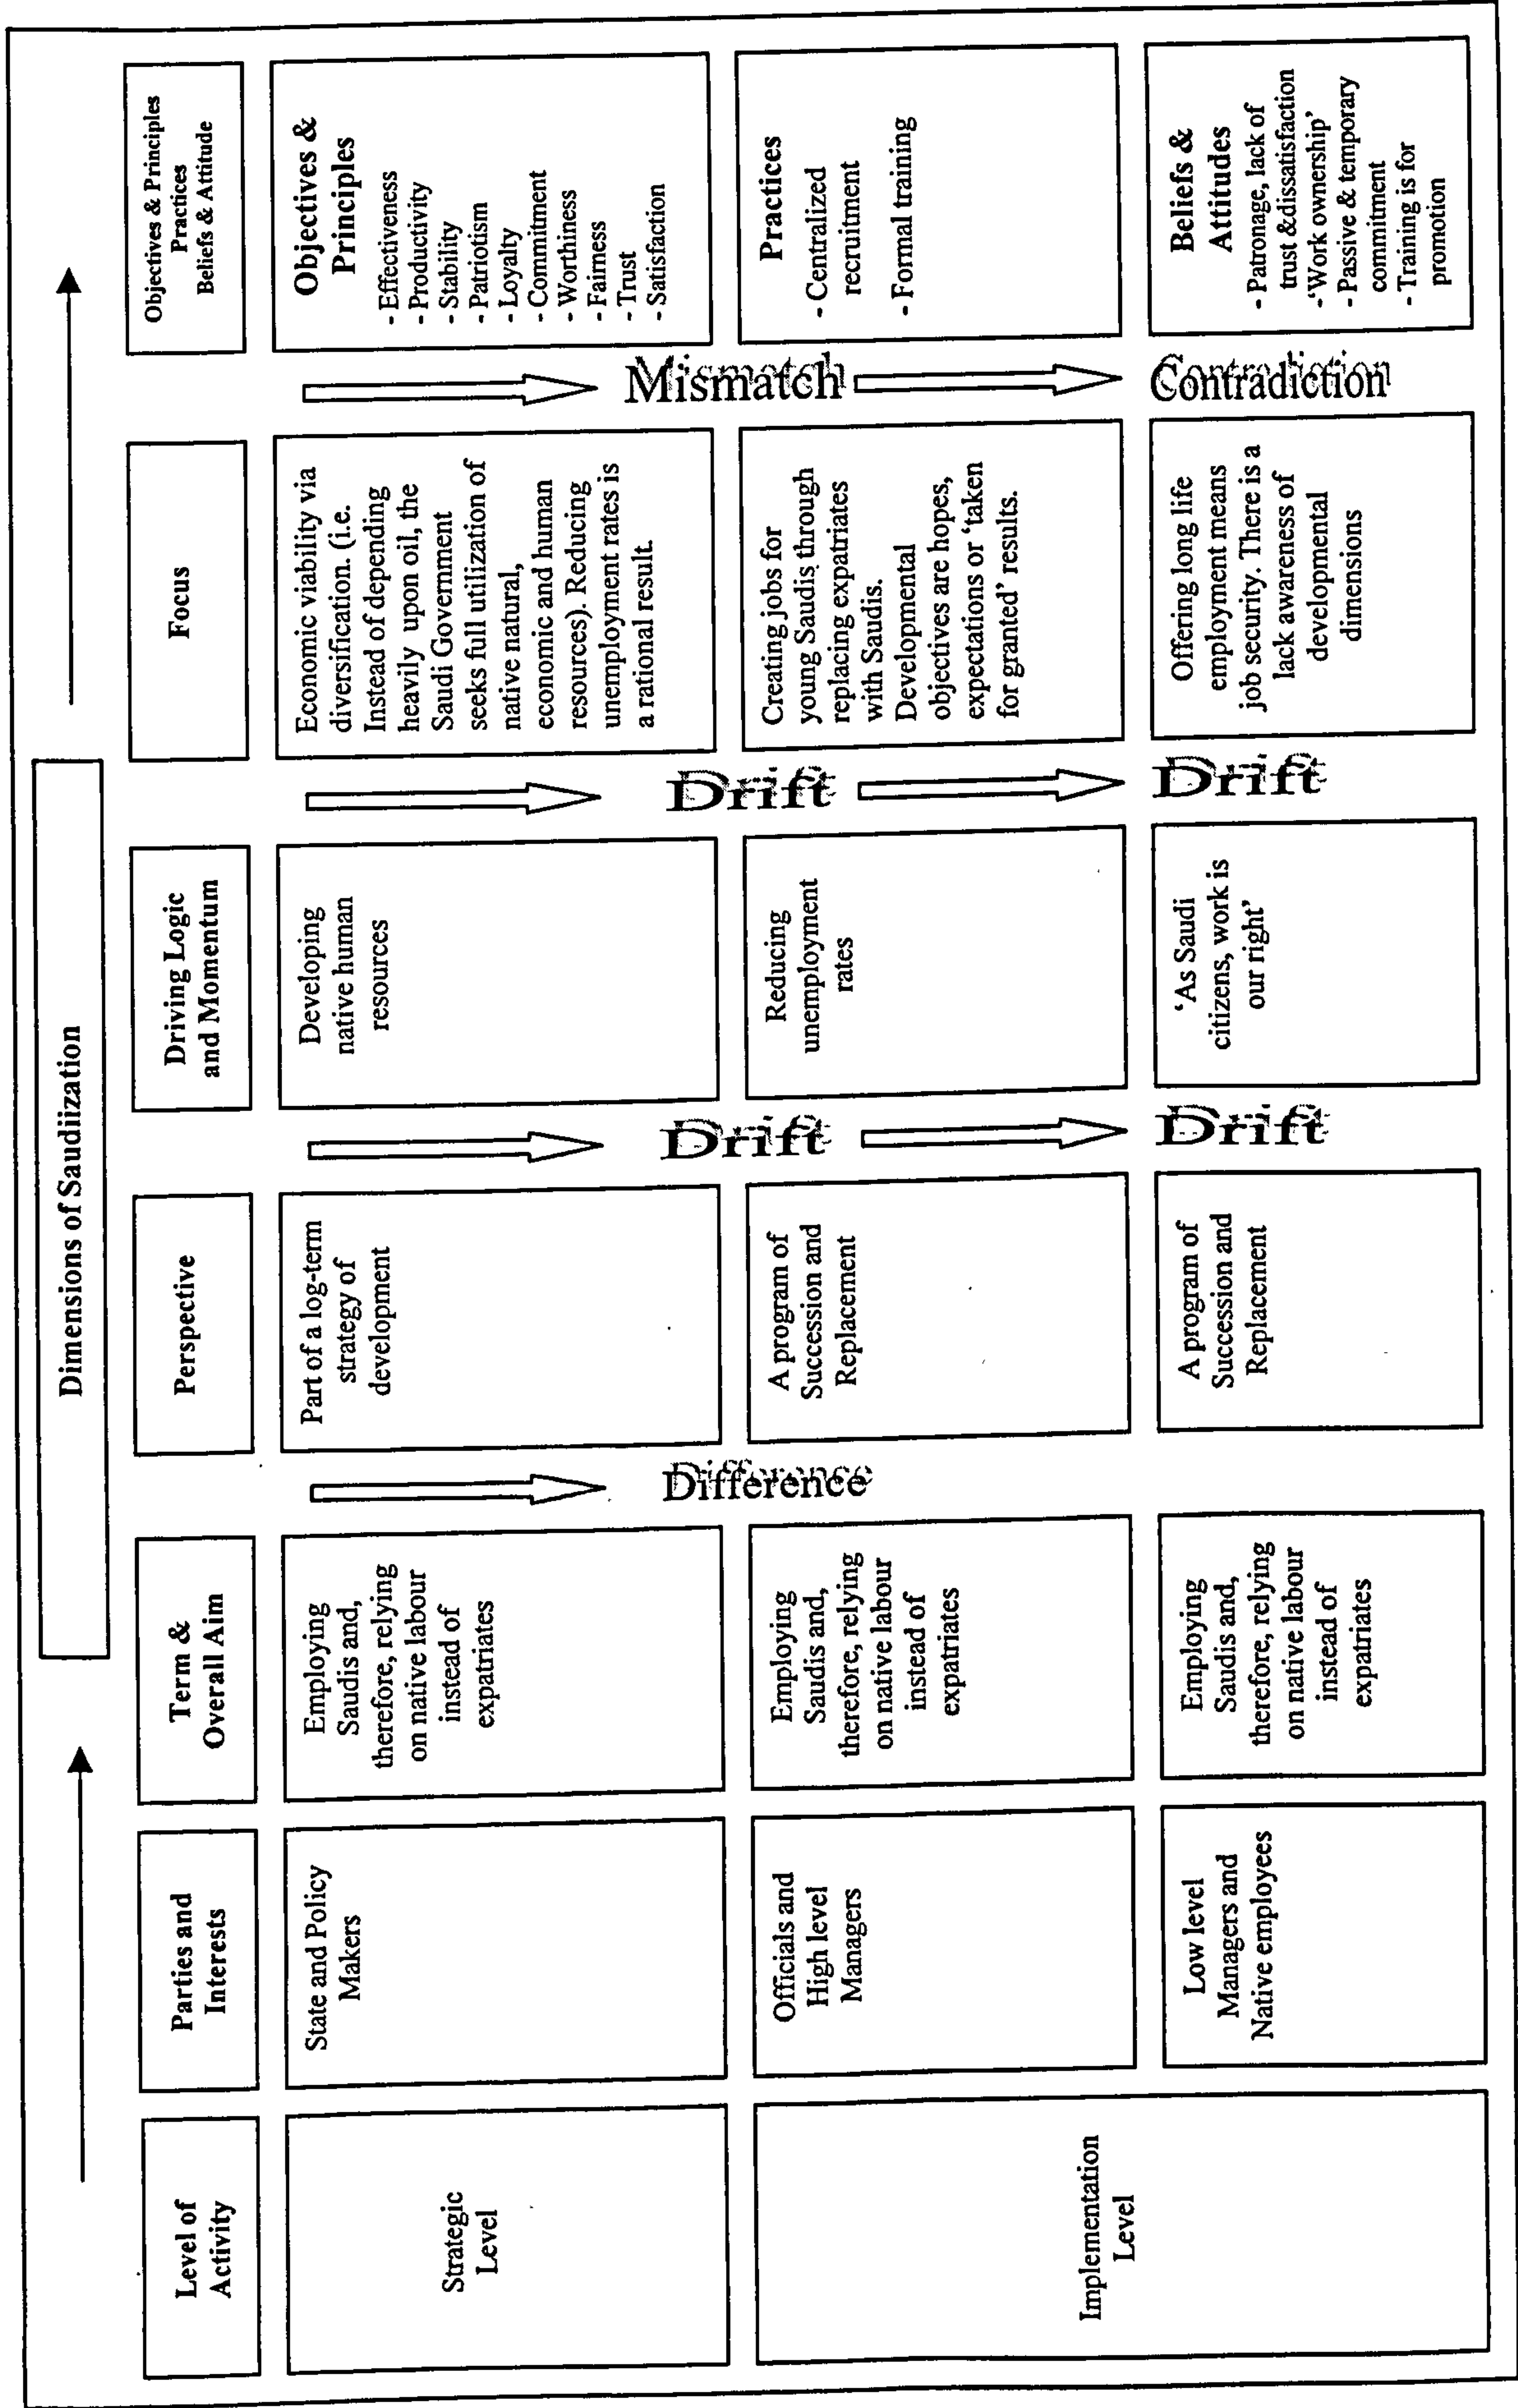 Dimensions of Saudiization
Level of
Activity
Parties and
Interests
Term &
Overall Aim
Perspective
Driving Logic
and Momentum
Focus
Objectives & Principles
Practices
Beliefs & Attitude
Strategic
Level
State and Policy
Makers
Employing
Saudis and,
therefore, relying
on native labour
instead of
expatriates
Part of a log-term
strategy of
development
Developing
native human
resources
Economic viability via
diversification. (i.e.
Instead of depending
heavily upon oil, the
Saudi Government
seeks full utilization of
native natural,
economic and human
resources). Reducing
unemployment rates is
a rational result.
Objectives &
Principles
- Effectiveness
- Productivity
- Stability
- Patriotism
- Loyalty
- Commitment
- Worthiness
- Fairness
- Trust
- Satisfaction
Difference
Drift
Drift
Mismatch
Implementation
Level
Officials and
High level
Managers
Employing
Saudis and,
therefore, relying
on native labour
instead of
expatriates
A program of
Succession and
Replacement
Reducing
unemployment
rates
Creating jobs for
young Saudis through
replacing expatriates
with Saudis.
Developmental
objectives are hopes,
expectations or ‘taken
for granted’ results.
Practices
- Centralized
recruitment
- Formal training
Drift
Drift
Contradiction
Low level
Managers and
Native employees
Employing
Saudis and,
therefore, relying
on native labour
instead of
expatriates
A program of
Succession and
Replacement
‘As Saudi
citizens, work is
our right’
Offering long life
employment means
job security. There is a
lack awareness of
developmental
dimensions
Beliefs &
Attitudes
- Patronage, lack of
trust &dissatisfaction
-‘Work ownership’
- Passive & temporary
commitment
- Training is for
promotion